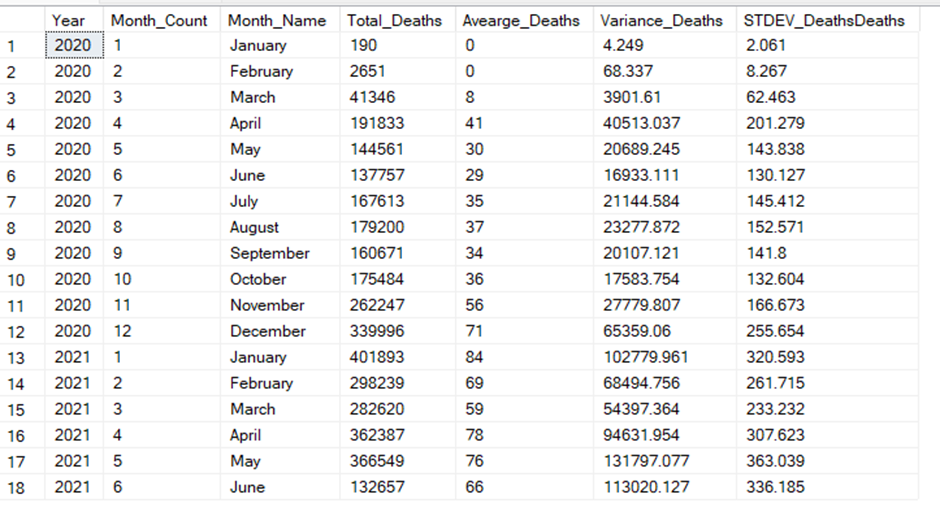 Year Month_Count Month_Name Total_Deaths Avearge_Deaths Variance_Deaths STDEV_DeathsDeaths
1 2020 1 January 190 0 4.249 2.061
2 2020 2 February 2651 0 68.337 8.267
3 2020 3 March 41346 8 3901.61 62.463
4 2020 4 April 191833 41 40513.037 201.279
5 2020 5 May 144561 30 20689.245 143.838
6 2020 6 June 137757 29 16933.111 130.127
7 2020 7 July 167613 35 21144.584 145.412
8 2020 8 August 179200 37 23277.872 152.571
9 2020 9 September 160671 34 20107.121 141.8
10 2020 10 October 175484 36 17583.754 132.604
11 2020 11 November 262247 56 27779.807 166.673
12 2020 12 December 339996 71 65359.06 255.654
13 2021 1 January 401893 84 102779.961 320.593
14 2021 2 February 298239 69 68494.756 261.715
15 2021 3 March 282620 59 54397.364 233.232
16 2021 4 April 362387 78 94631.954 307.623
17 2021 5 May 366549 76 131797.077 363.039
18 2021 6 June 132657 66 113020.127 336.185